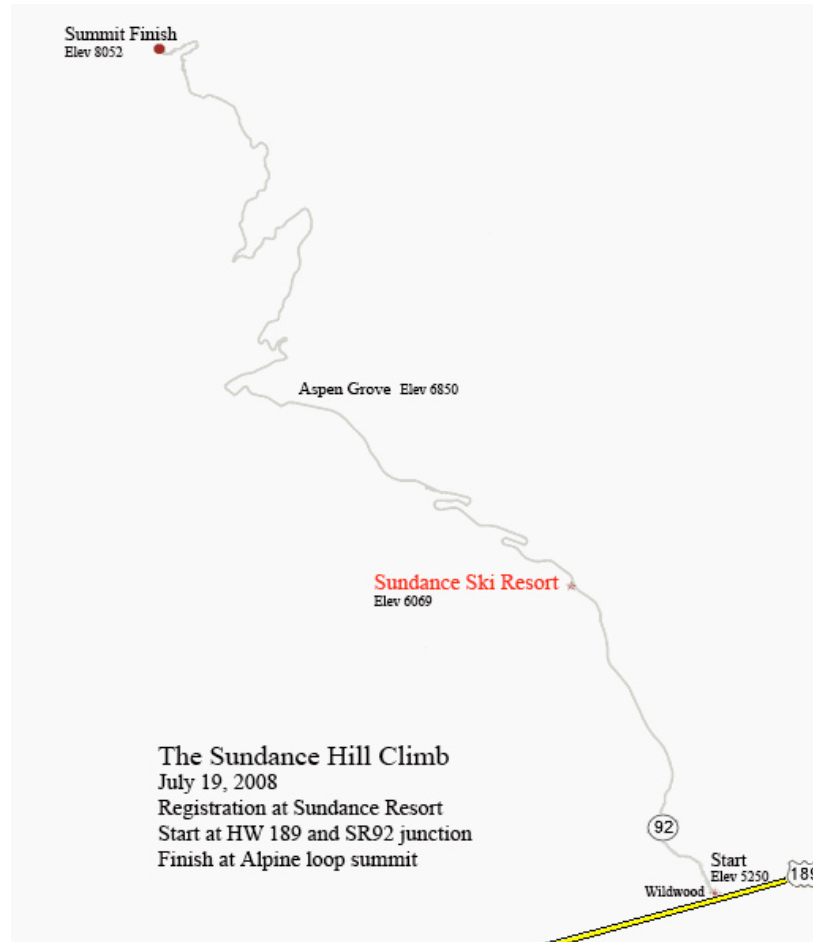 Summit Finish
Elev 8052
Aspen Grove Elev 6850
Sundance Ski Resort
Elev 6069
The Sundance Hill Climb
July 19, 2008
Registration at Sundance Resort
Start at HW 189 and SR92 junction
Finish at Alpine loop summit
92
Start
Elev 5250
189
Wildwood